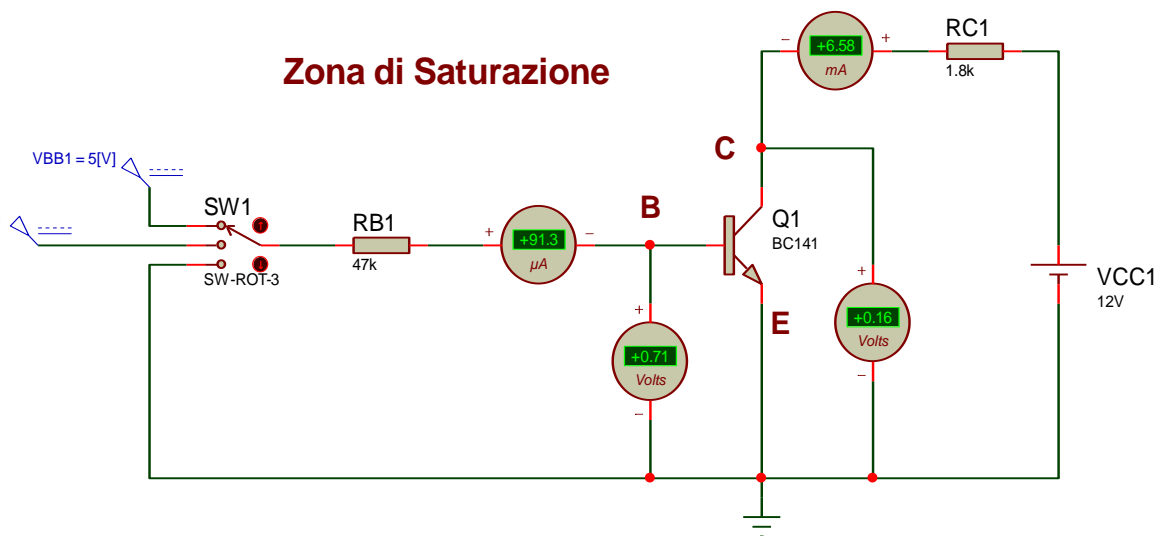 Zona di Saturazione
- +6.58 +
mA
RC1
1.8k
VBB1 = 5[V]
SW1
SW-ROT-3
RB1
47k
+ +91.3 -
µA
B
C
E
Q1
BC141
+
+0.71
Volts
-
+
+0.16
Volts
-
VCC1
12V